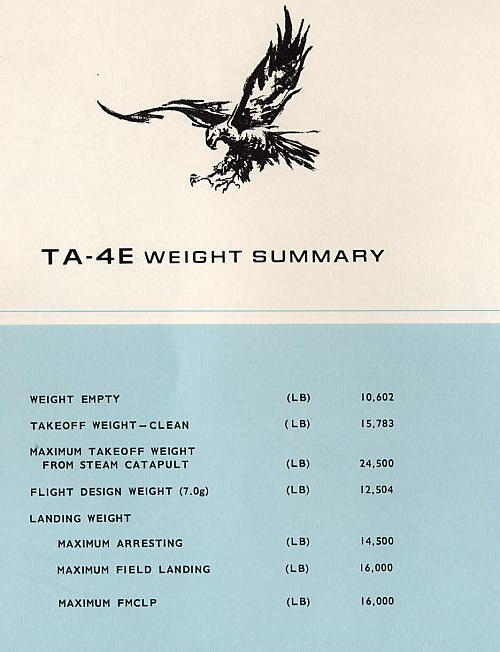 TA-4E WEIGHT SUMMARY
WEIGHT EMPTY (LB) 10,602
TAKEOFF WEIGHT—CLEAN (LB) 15,783
MAXIMUM TAKEOFF WEIGHT
FROM STEAM CATAPULT (LB) 24,500
FLIGHT DESIGN WEIGHT (7.0g) (LB) 12,504
LANDING WEIGHT
MAXIMUM ARRESTING (LB) 14,500
MAXIMUM FIELD LANDING (LB) 16,000
MAXIMUM FMCLP (LB) 16,000